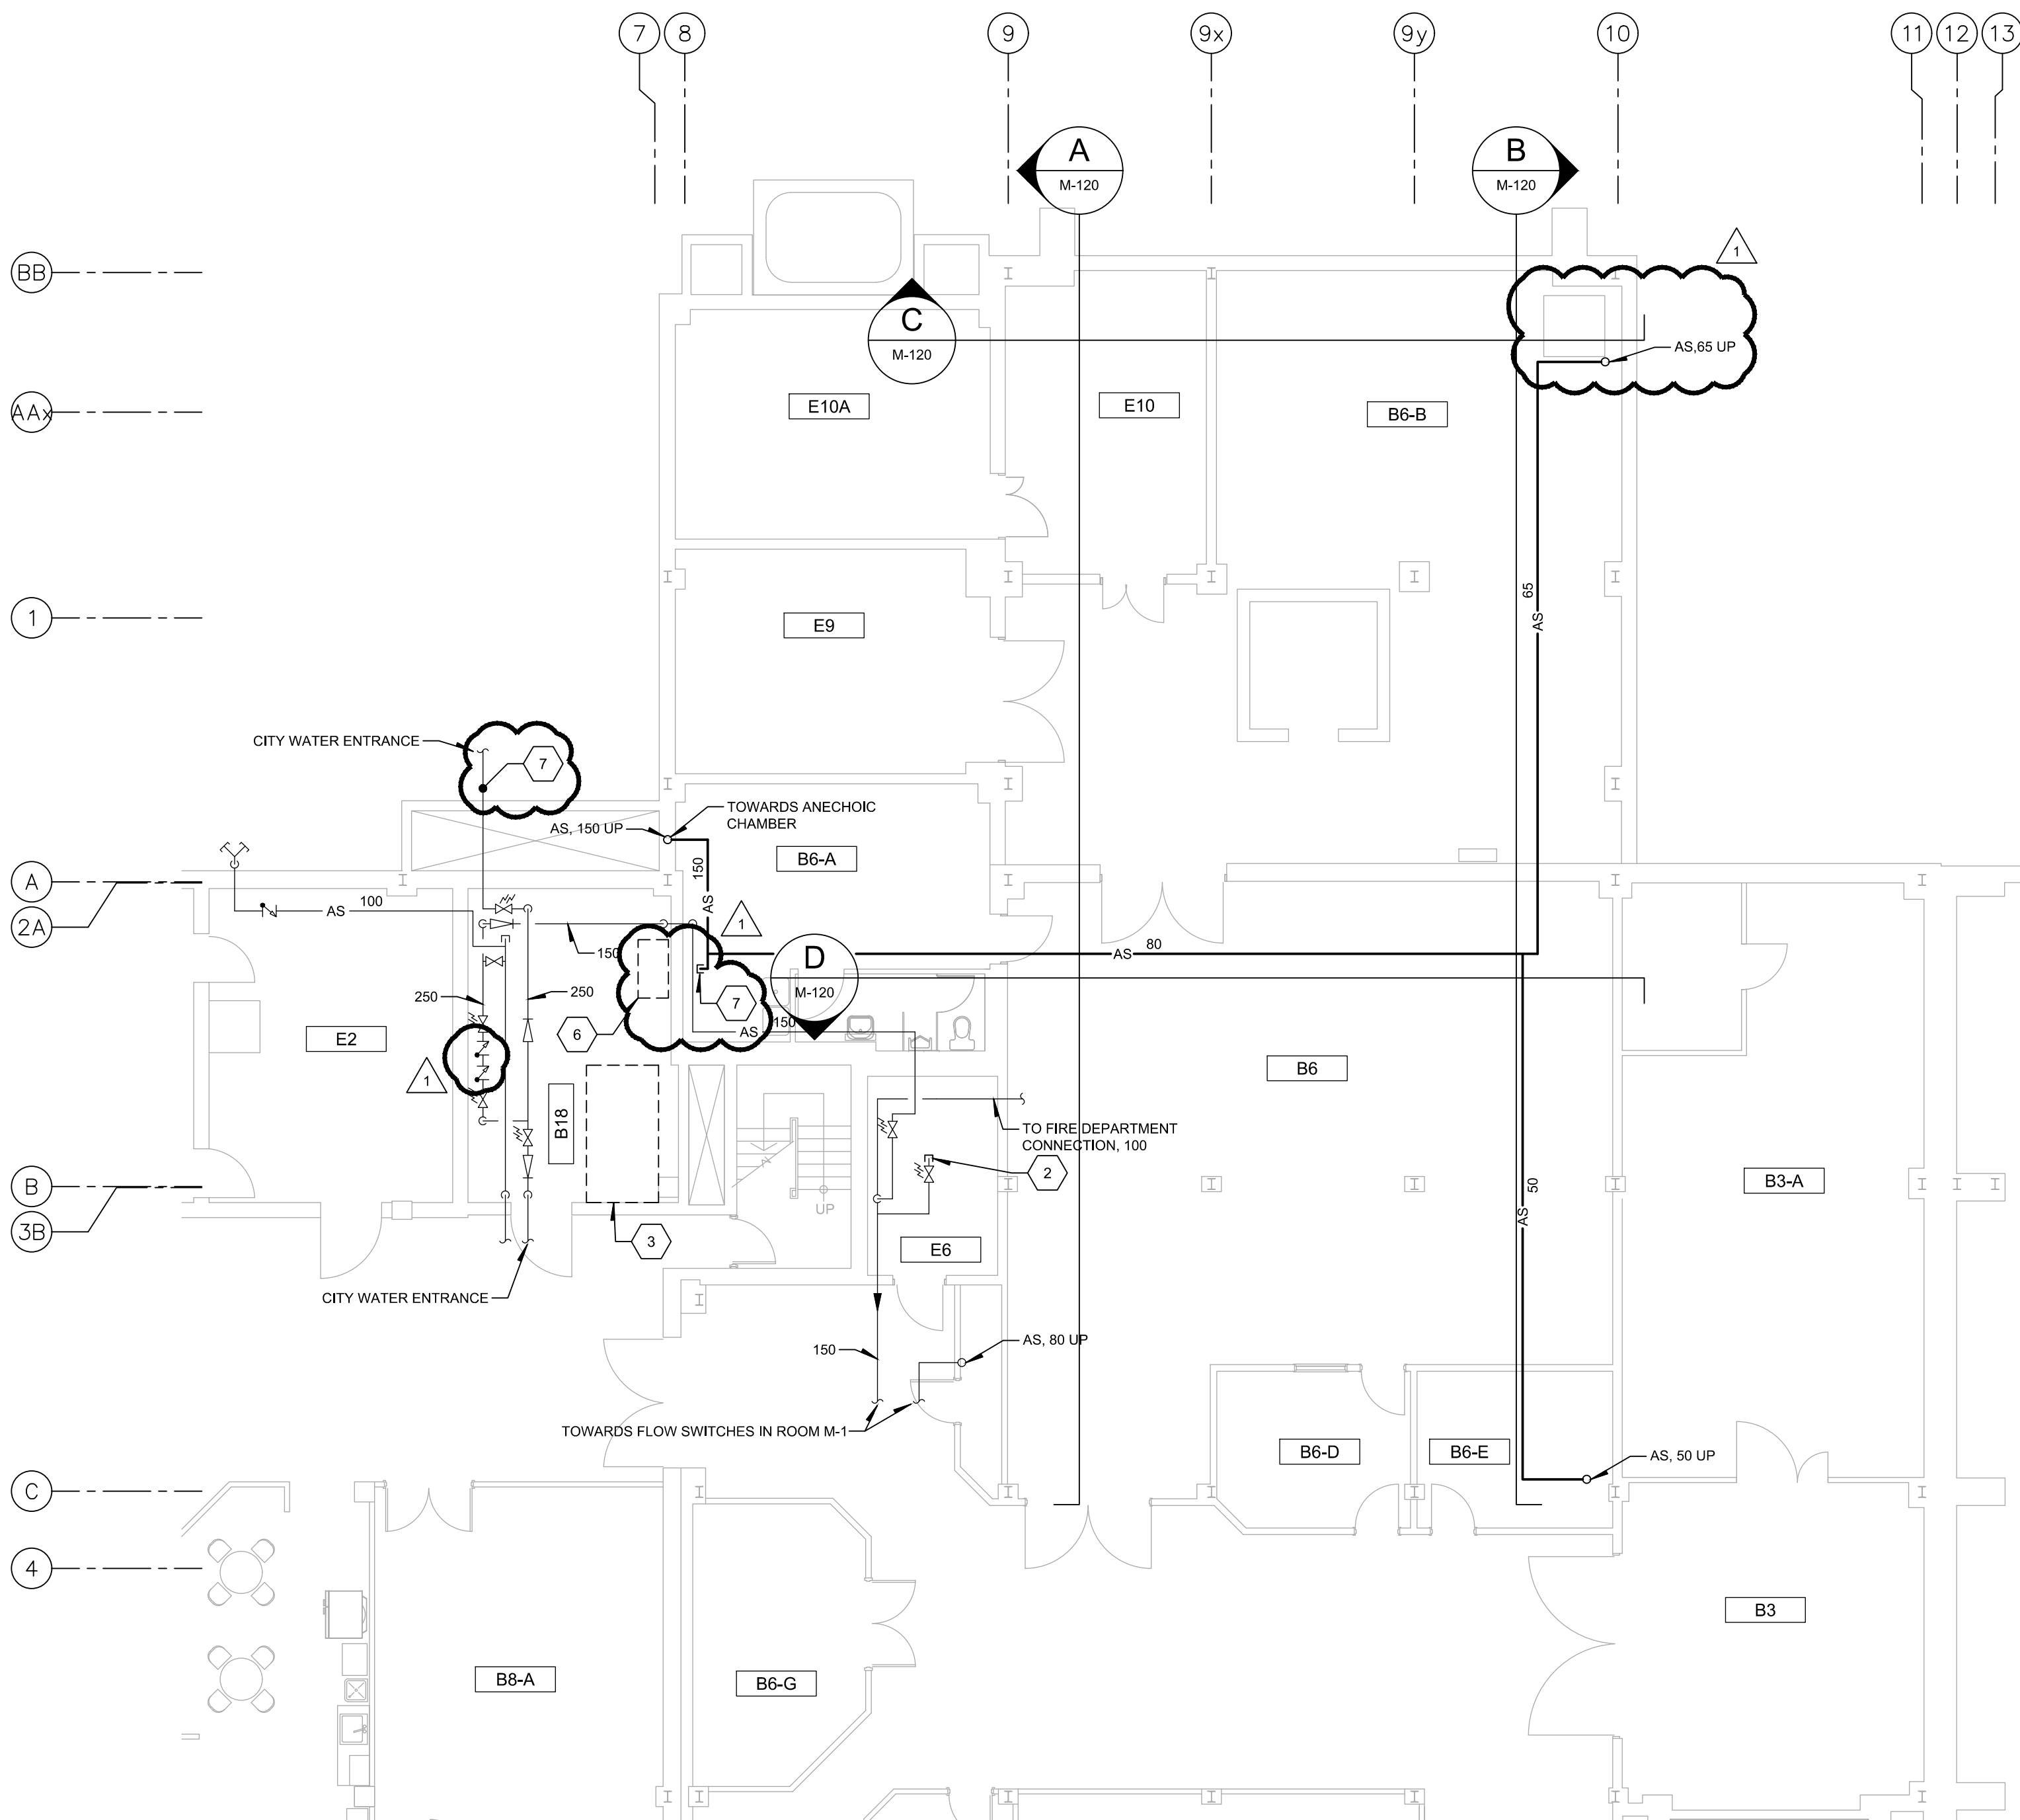 7
8
9
9x
9y
10
11
12
13
A
M-120
B
M-120
1
BB
C
M-120
AS,65 UP
AAx
E10A
E10
B6-B
65
AS
1
E9
CITY WATER ENTRANCE
7
TOWARDS ANECHOIC
CHAMBER
AS, 150 UP
B6-A
150
AS
A
2A
AS
100
1
150
AS
80
D
M-120
250
250
7
6
AS
150
E2
1
B18
B6
TO FIRE DEPARTMENT
CONNECTION, 100
2
B3-A
B
3B
UP
50
AS
3
E6
CITY WATER ENTRANCE
150
AS, 80 UP
TOWARDS FLOW SWITCHES IN ROOM M-1
B6-D
B6-E
AS, 50 UP
C
4
B3
B8-A
B6-G